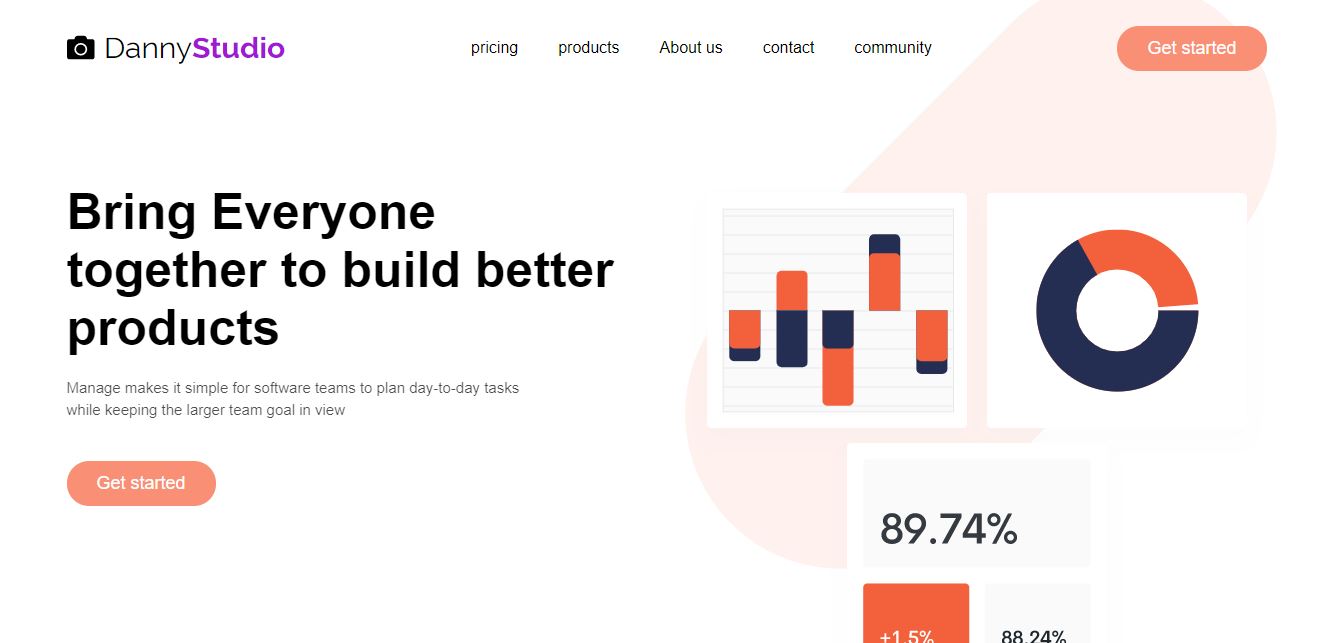 DannyStudio
pricing
products
About us
contact
community
Get started
Bring Everyone
together to build better
products
Manage makes it simple for software teams to plan day-to-day tasks
while keeping the larger team goal in view
Get started
89.74%
+1.5%
88.24%